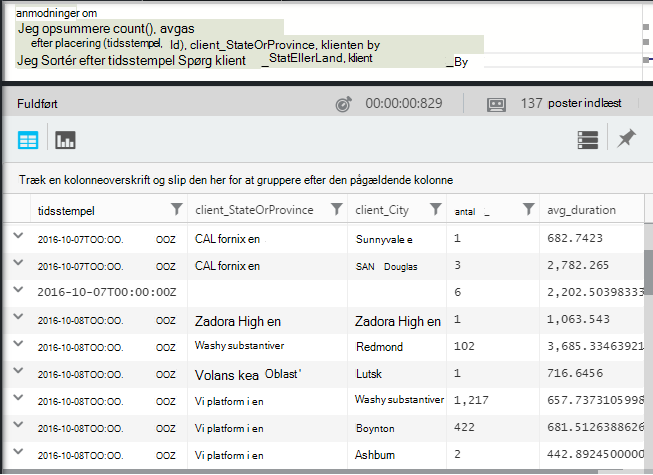 anmodninger om
Jeg opsummere count(), avgas
efter placering (tidsstempel, Id), client_StateOrProvince, klienten by
Jeg Sortér efter tidsstempel Spørg klient _StatEllerLand, klient _By
Fuldført 00:00:00:829 137 poster indlæst
Træk en kolonneoverskrift og slip den her for at gruppere efter den pågældende kolonne
tidsstempel client_StateOrProvince client_City antal _ avg_duration
2016-10-07TOO:OO. OOZ CAL fornix en Sunnyvale e 1 682.7423
2016-10-07TOO:OO. OOZ CAL fornix en SAN Douglas 3 2,782.265
2016-10-07T00:00:00Z 6 2,202.50398333
2016-10-08TOO:OO. OOZ Zadora High en Zadora High en 1 1,063.543
2016-10-08TOO:OO. OOZ Washy substantiver Redmond 102 3,685.33463921
2016-10-08TOO:OO. OOZ Volans kea Oblast' Lutsk 1 716.6456
2016-10-08TOO:OO. OOZ Vi platform i en Washy substantiver 1,217 657.7373105998
2016-10-08TOO:OO. OOZ Vi platform i en Boynton 422 681.5126388626
2016-10-08TOO:OO. OOZ Vi platform i en Ashbum 2 442.8924500000